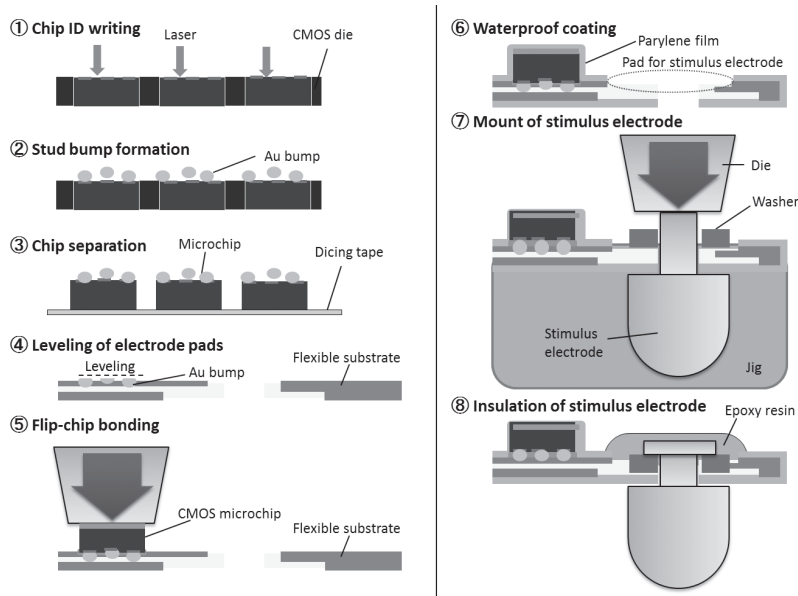 ① Chip ID writing
Laser
CMOS die
② Stud bump formation
Au bump
③ Chip separation
Microchip
Dicing tape
④ Leveling of electrode pads
Leveling
Au bump
Flexible substrate
⑤ Flip-chip bonding
CMOS microchip
Flexible substrate
⑥ Waterproof coating
Parylene film
Pad for stimulus electrode
⑦ Mount of stimulus electrode
Die
Washer
Stimulus
electrode
Jig
⑧ Insulation of stimulus electrode
Epoxy resin